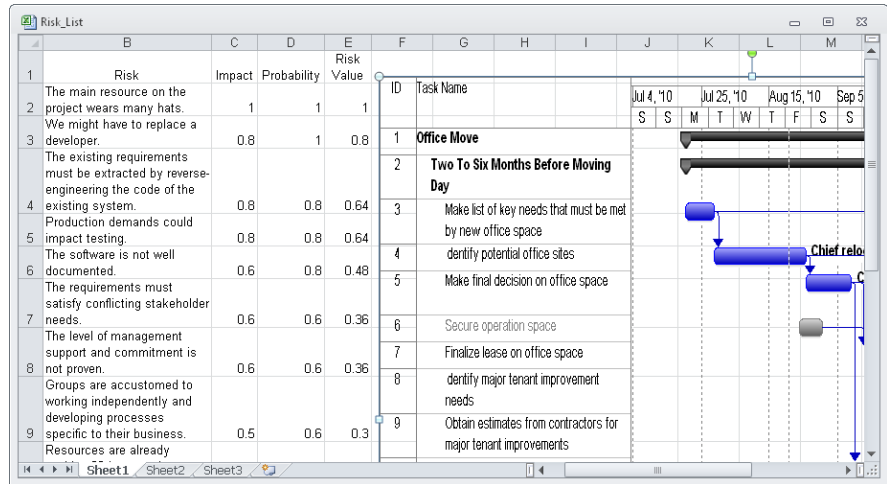 Risk_List
B C D E F G H I J K L M
Risk
1 Risk Impact Probability Value
The main resource on the
2 project wears many hats. 1 1 1
We might have to replace a
3 developer. 0.8 1 0.8
The existing requirements
must be extracted by reverse-
engineering the code of the
4 existing system. 0.8 0.8 0.64
Production demands could
5 impact testing. 0.8 0.8 0.64
The software is not well
6 documented. 0.6 0.8 0.48
The requirements must
satisfy conflicting stakeholder
7 needs. 0.6 0.6 0.36
The level of management
support and commitment is
8 not proven. 0.6 0.6 0.36
Groups are accustomed to
working independently and
developing processes
9 specific to their business. 0.5 0.6 0.3
Resources are already
ID Task Name
Jul 4, '10 Jul 25, '10 Aug 15, '10 Sep 5
S S M T W T F S S
1 Office Move
2 Two To Six Months Before Moving
Day
3 Make list of key needs that must be met
by new office space
4 dentify potential office sites
Chief relo
5 Make final decision on office space
C
6 Secure operation space
7 Finalize lease on office space
8 dentify major tenant improvement
needs
9 Obtain estimates from contractors for
major tenant improvements
Sheet1 Sheet2 Sheet3